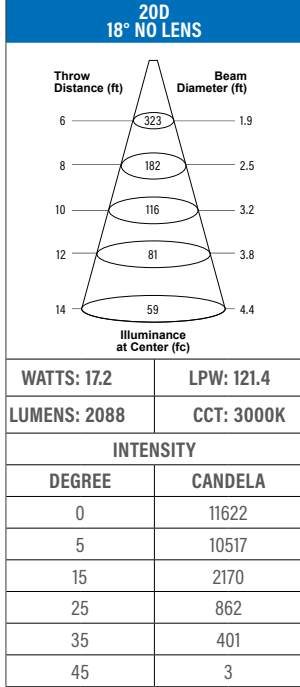 20D
18° NO LENS
Throw Beam
Distance (ft) Diameter (ft)
6 323 1.9
8 182 2.5
10 116 3.2
12 81 3.8
14 59 4.4
Illuminance
at Center (fc)
WATTS: 17.2 LPW: 121.4
LUMENS: 2088 CCT: 3000K
INTENSITY
DEGREE CANDELA
0 11622
5 10517
15 2170
25 862
35 401
45 3